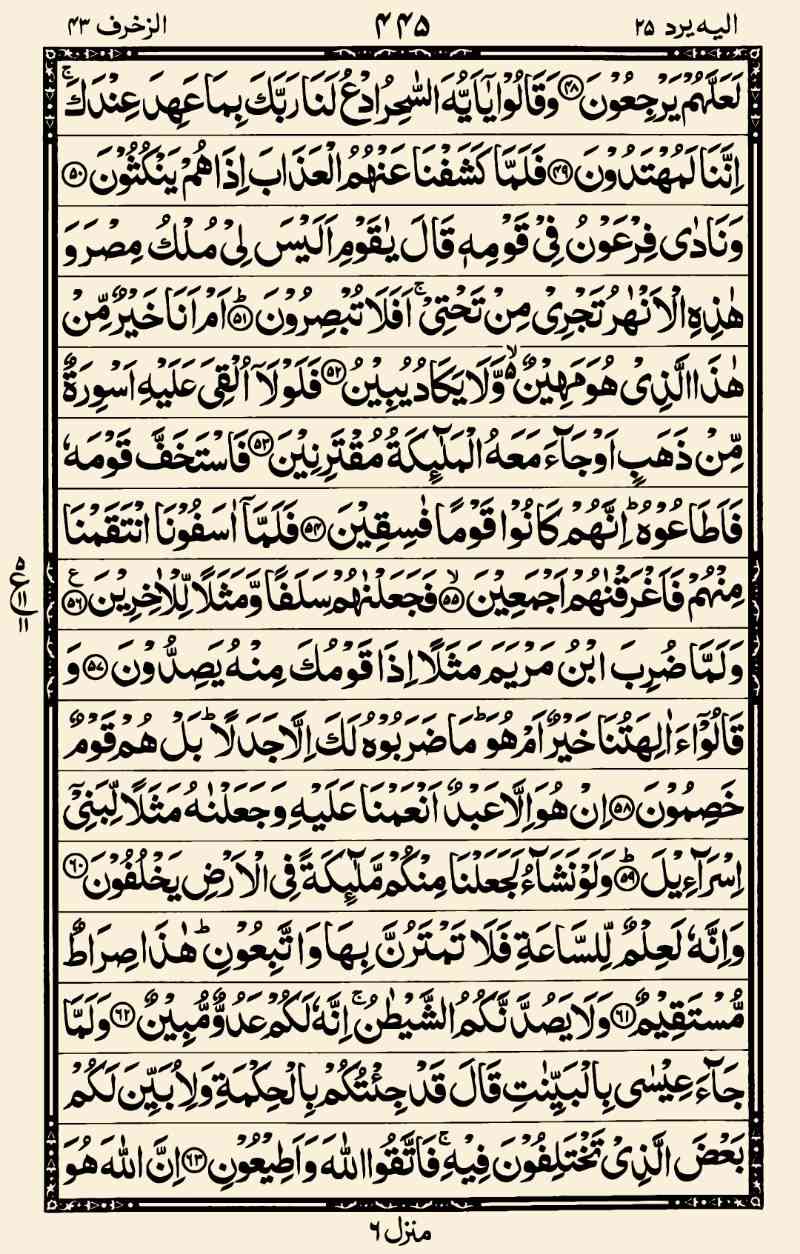 اليه يرد ۲۵
۴۴۵
الزخرف ۴۳
لَعَلَّهُمْ يَرْجِعُوْنَ ﴿۴۸﴾ وَقَالُوْا يٰۤاَيُّهَ السّٰحِرُ ادْعُ لَنَا رَبَّكَ بِمَا عَهِدَ عِنْدَكَ ۚ
اِنَّنَا لَمُهْتَدُوْنَ ﴿۴۹﴾ فَلَمَّا كَشَفْنَا عَنْهُمُ الْعَذَابَ اِذَا هُمْ يَنْكُثُوْنَ ﴿۵۰﴾
وَنَادٰى فِرْعَوْنُ فِىْ قَوْمِهٖ قَالَ يٰقَوْمِ اَلَيْسَ لِىْ مُلْكُ مِصْرَ وَ
هٰذِهِ الْاَنْهٰرُ تَجْرِىْ مِنْ تَحْتِىْ ۚ اَفَلَا تُبْصِرُوْنَ ؕ﴿۵۱﴾ اَمْ اَنَا خَيْرٌ مِّنْ
هٰذَا الَّذِىْ هُوَ مَهِيْنٌ ۙ۬ وَّلَا يَكَادُ يُبِيْنُ ﴿۵۲﴾ فَلَوْلَاۤ اُلْقِىَ عَلَيْهِ اَسْوِرَةٌ
مِّنْ ذَهَبٍ اَوْ جَآءَ مَعَهُ الْمَلٰٓئِكَةُ مُقْتَرِنِيْنَ ﴿۵۳﴾ فَاسْتَخَفَّ قَوْمَهٗ
فَاَطَاعُوْهُ ؕ اِنَّهُمْ كَانُوْا قَوْمًا فٰسِقِيْنَ ﴿۵۴﴾ فَلَمَّاۤ اٰسَفُوْنَا انْتَقَمْنَا
مِنْهُمْ فَاَغْرَقْنٰهُمْ اَجْمَعِيْنَ ۙ﴿۵۵﴾ فَجَعَلْنٰهُمْ سَلَفًا وَّمَثَلًا لِّلْاٰخِرِيْنَ ﴿۵۶﴾ ع
۵ ع ۱۱ ۱۱
وَلَمَّا ضُرِبَ ابْنُ مَرْيَمَ مَثَلًا اِذَا قَوْمُكَ مِنْهُ يَصِدُّوْنَ ﴿۵۷﴾ وَ
قَالُوْۤا ءَاٰلِهَتُنَا خَيْرٌ اَمْ هُوَ ؕ مَا ضَرَبُوْهُ لَكَ اِلَّا جَدَلًا ؕ بَلْ هُمْ قَوْمٌ
خَصِمُوْنَ ﴿۵۸﴾ اِنْ هُوَ اِلَّا عَبْدٌ اَنْعَمْنَا عَلَيْهِ وَجَعَلْنٰهُ مَثَلًا لِّبَنِىْۤ
اِسْرَآءِيْلَ ؕ﴿۵۹﴾ وَلَوْ نَشَآءُ لَجَعَلْنَا مِنْكُمْ مَّلٰٓئِكَةً فِى الْاَرْضِ يَخْلُفُوْنَ ﴿۶۰﴾
وَاِنَّهٗ لَعِلْمٌ لِّلسَّاعَةِ فَلَا تَمْتَرُنَّ بِهَا وَاتَّبِعُوْنِ ؕ هٰذَا صِرَاطٌ
مُّسْتَقِيْمٌ ﴿۶۱﴾ وَلَا يَصُدَّنَّكُمُ الشَّيْطٰنُ ۚ اِنَّهٗ لَكُمْ عَدُوٌّ مُّبِيْنٌ ﴿۶۲﴾ وَلَمَّا
جَآءَ عِيْسٰى بِالْبَيِّنٰتِ قَالَ قَدْ جِئْتُكُمْ بِالْحِكْمَةِ وَلِاُبَيِّنَ لَكُمْ
بَعْضَ الَّذِىْ تَخْتَلِفُوْنَ فِيْهِ ۚ فَاتَّقُوا اللّٰهَ وَاَطِيْعُوْنِ ﴿۶۳﴾ اِنَّ اللّٰهَ هُوَ
منزل ۶